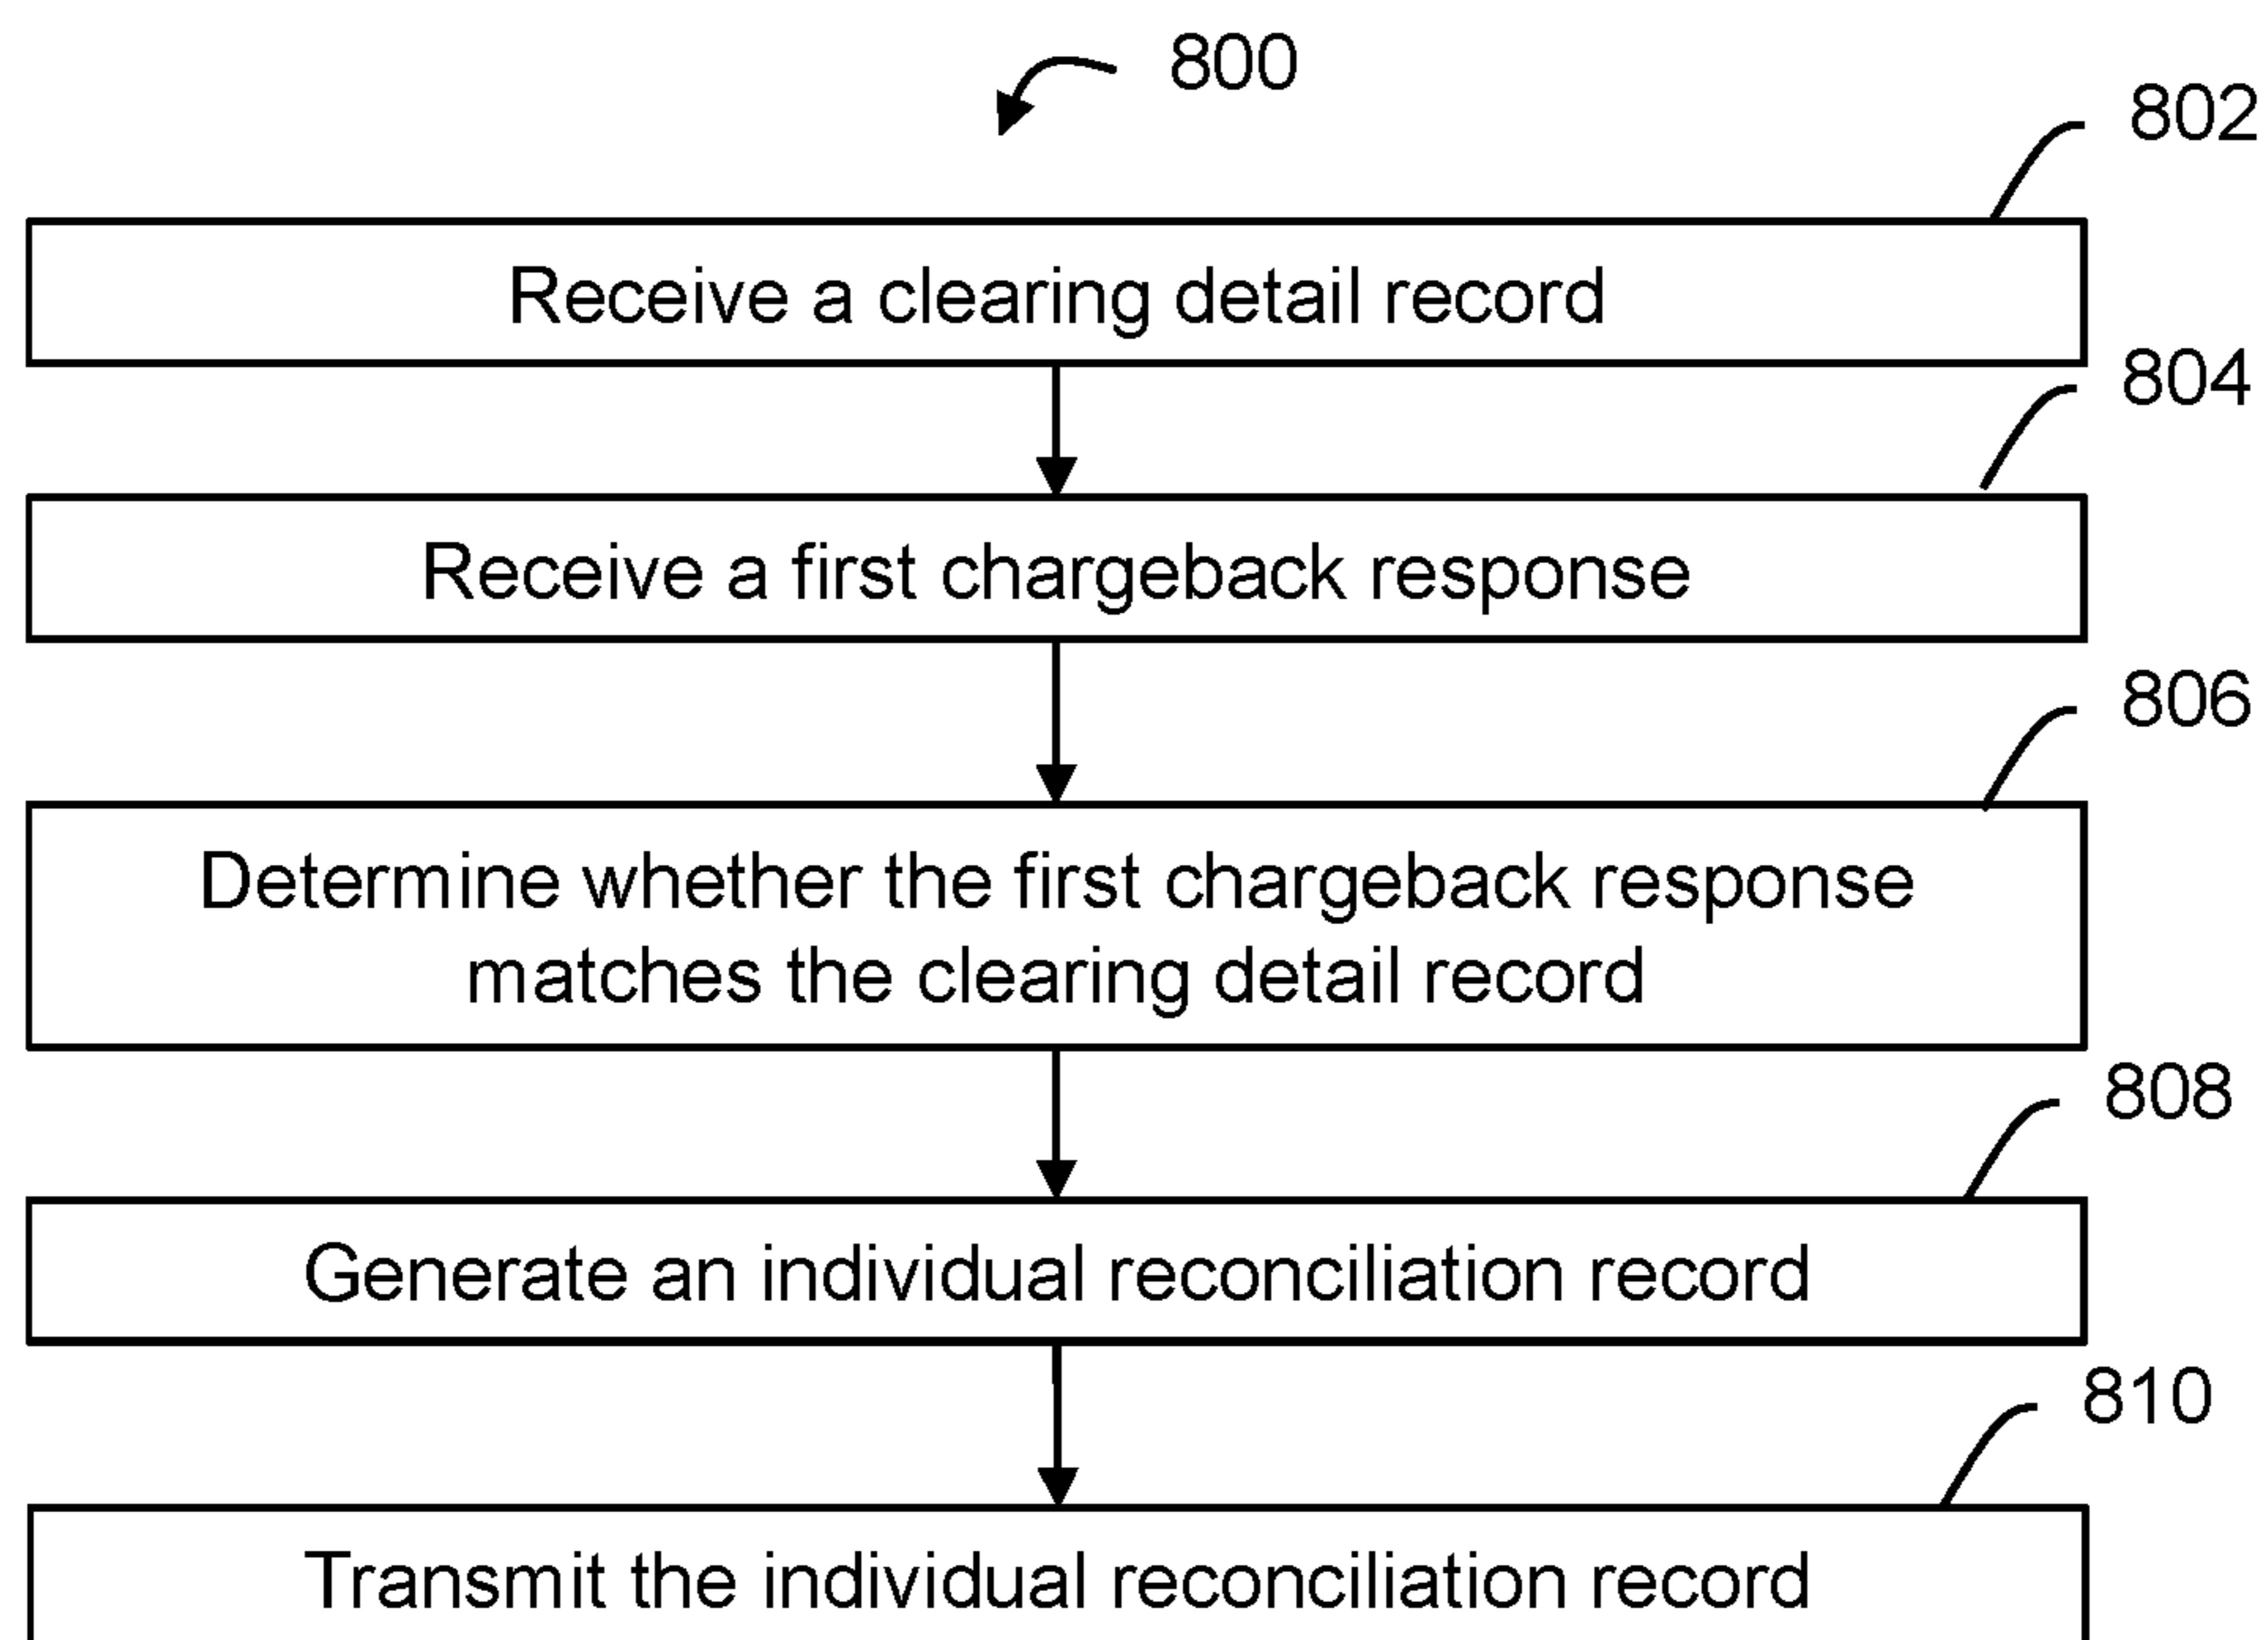 800
802
Receive a clearing detail record
804
Receive a first chargeback response
806
Determine whether the first chargeback response
matches the clearing detail record
808
Generate an individual reconciliation record
810
Transmit the individual reconciliation record